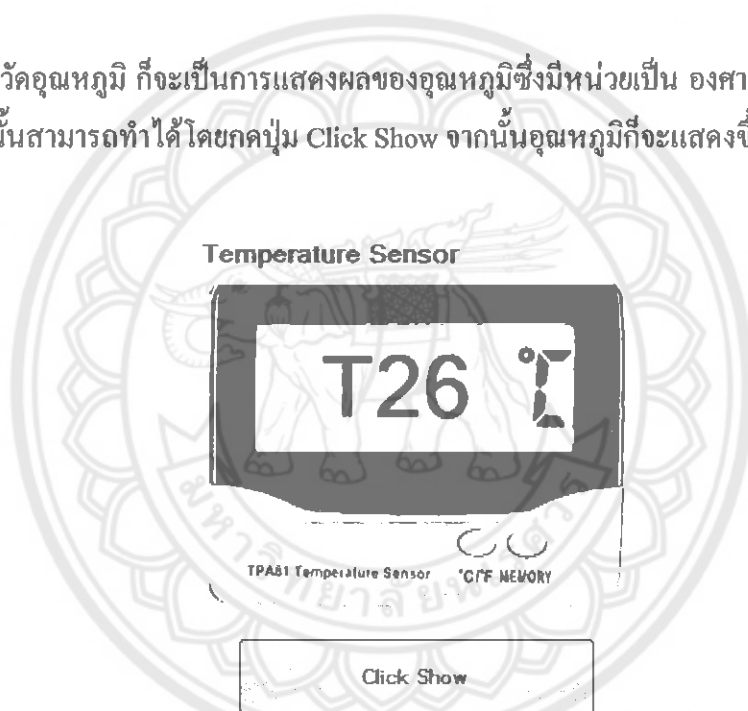 วัดอุณหภูมิ ก็จะเป็นการแสดงผลของอุณหภูมิซึ่งมีหน่วยเป็น องศา
นั้นสามารถทำได้โดยกดปุ่ม Click Show จากนั้นอุณหภูมิก็จะแสดงขึ้
Temperature Sensor
T26 °C
TPA81 Temperature Sensor °C/°F MEMORY
Click Show